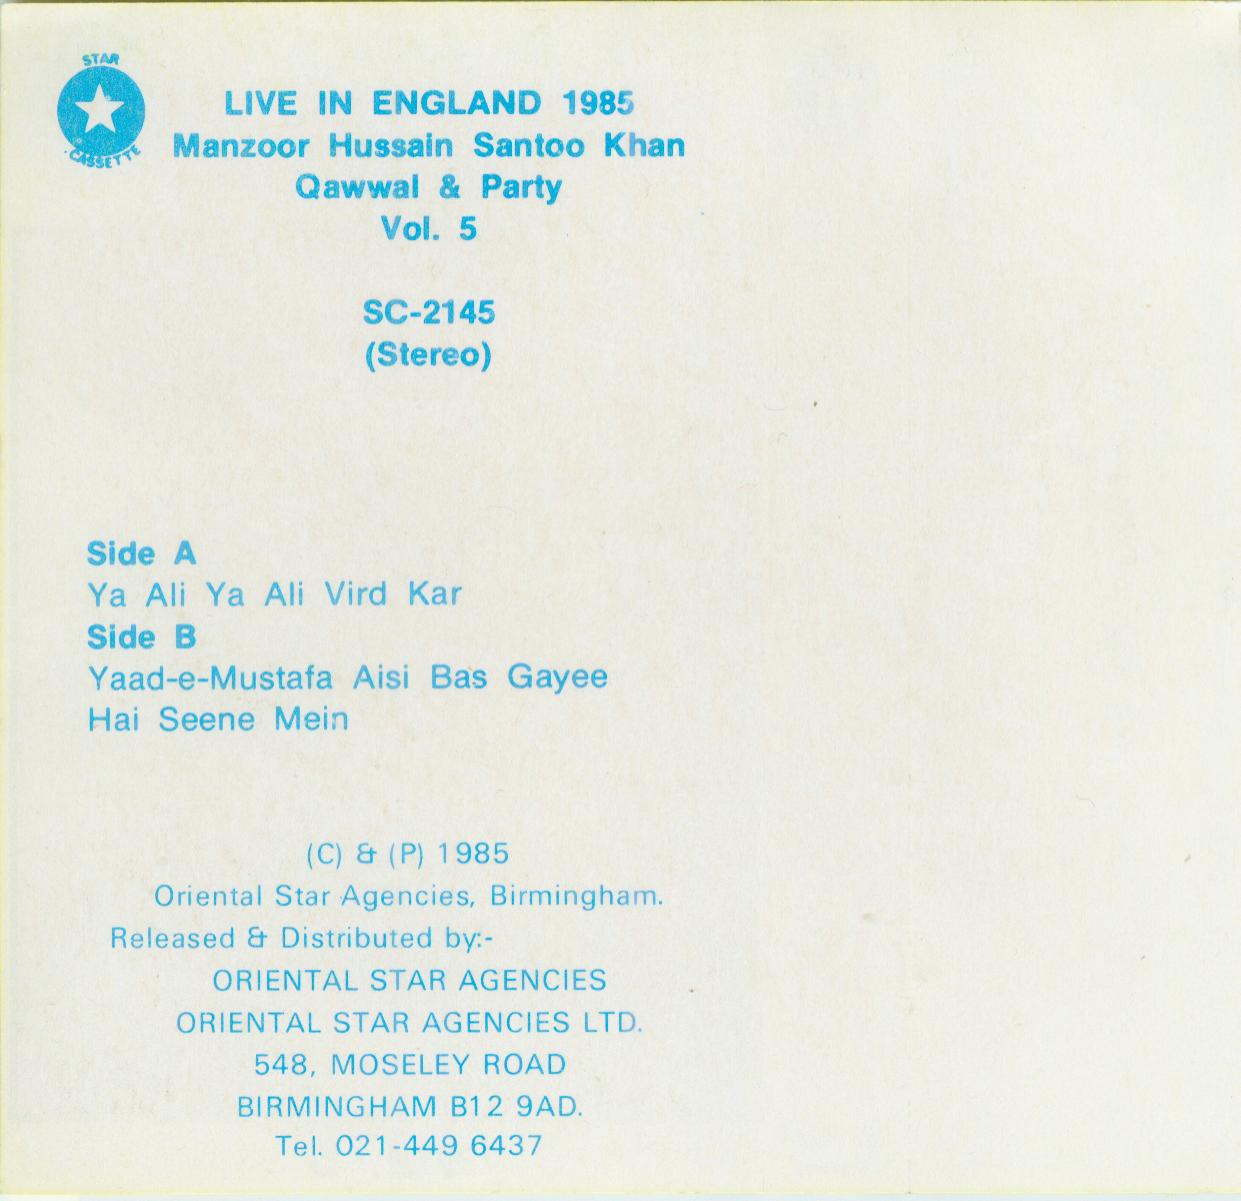 STAR
CASSETTE
LIVE IN ENGLAND 1985
Manzoor Hussain Santoo Khan
Qawwal & Party
Vol. 5
SC-2145
(Stereo)
Side A
Ya Ali Ya Ali Vird Kar
Side B
Yaad-e-Mustafa Aisi Bas Gayee
Hai Seene Mein
(C) & (P) 1985
Oriental Star Agencies, Birmingham.
Released & Distributed by:-
ORIENTAL STAR AGENCIES
ORIENTAL STAR AGENCIES LTD.
548, MOSELEY ROAD
BIRMINGHAM B12 9AD.
Tel. 021-449 6437